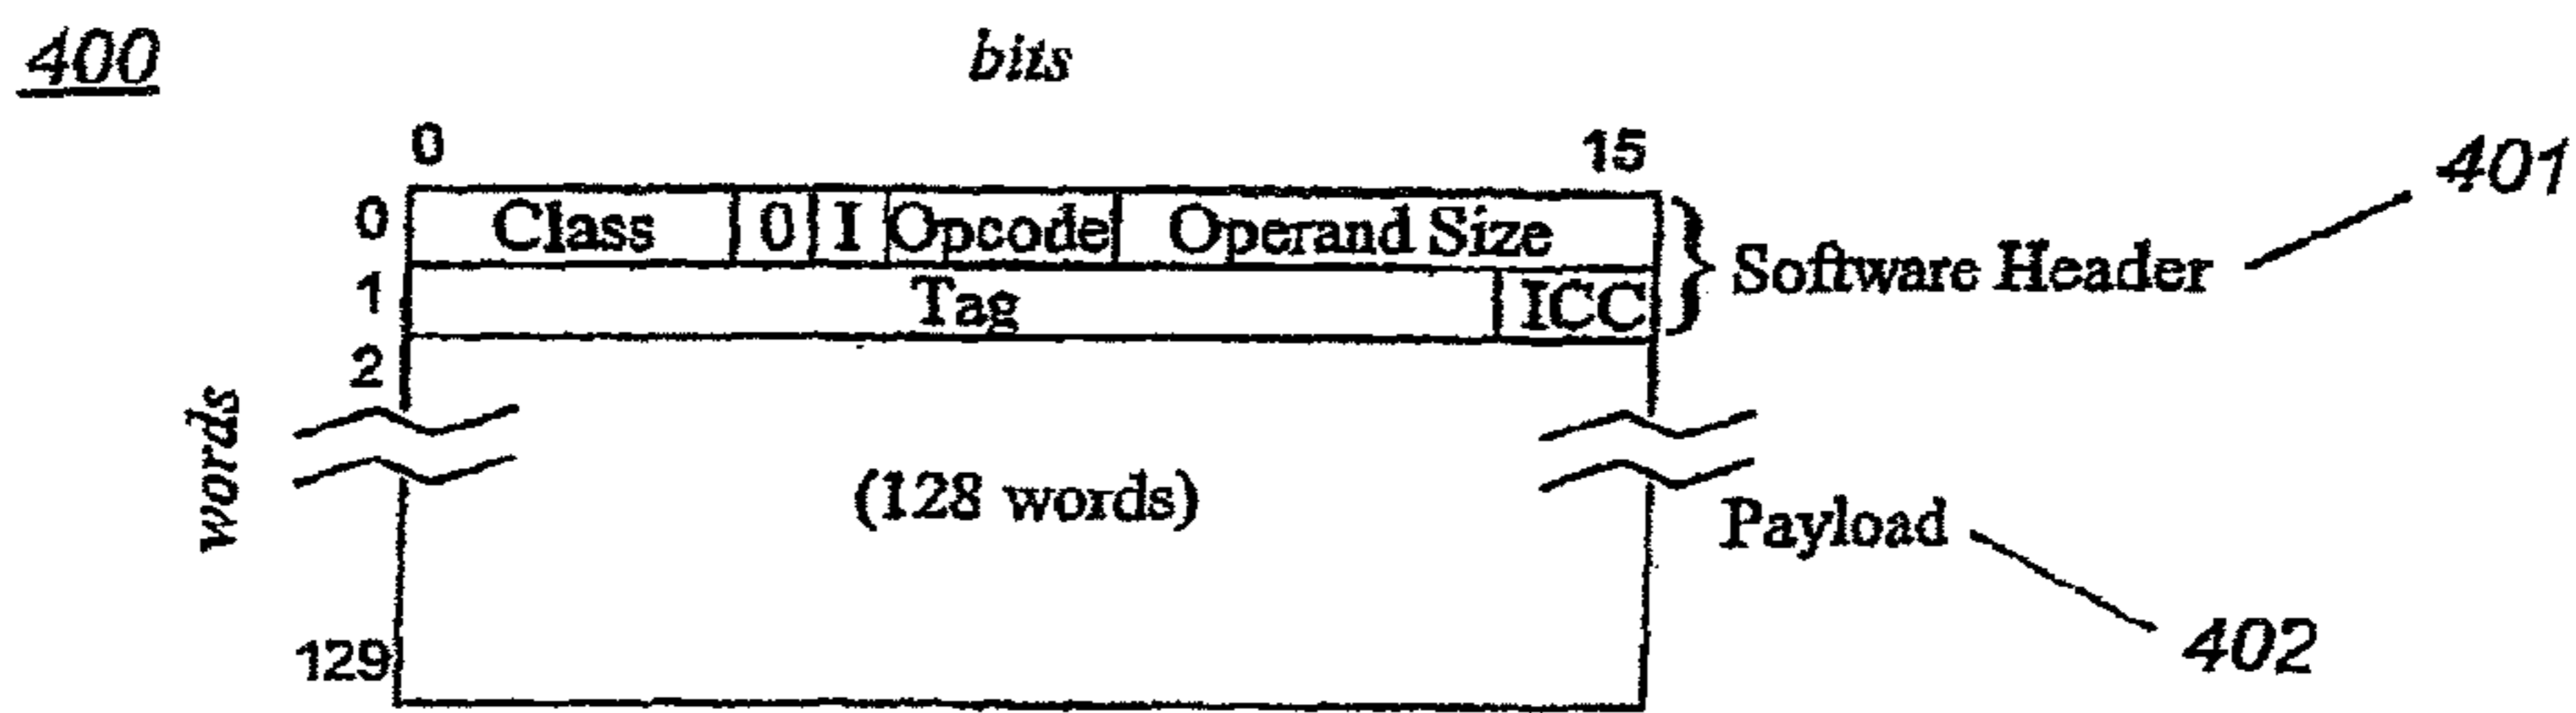 400
bits
0 15
401
0 Class 0 I Opcode Operand Size
Software Header
1 Tag ICC
2
words
(128 words)
Payload
129
402